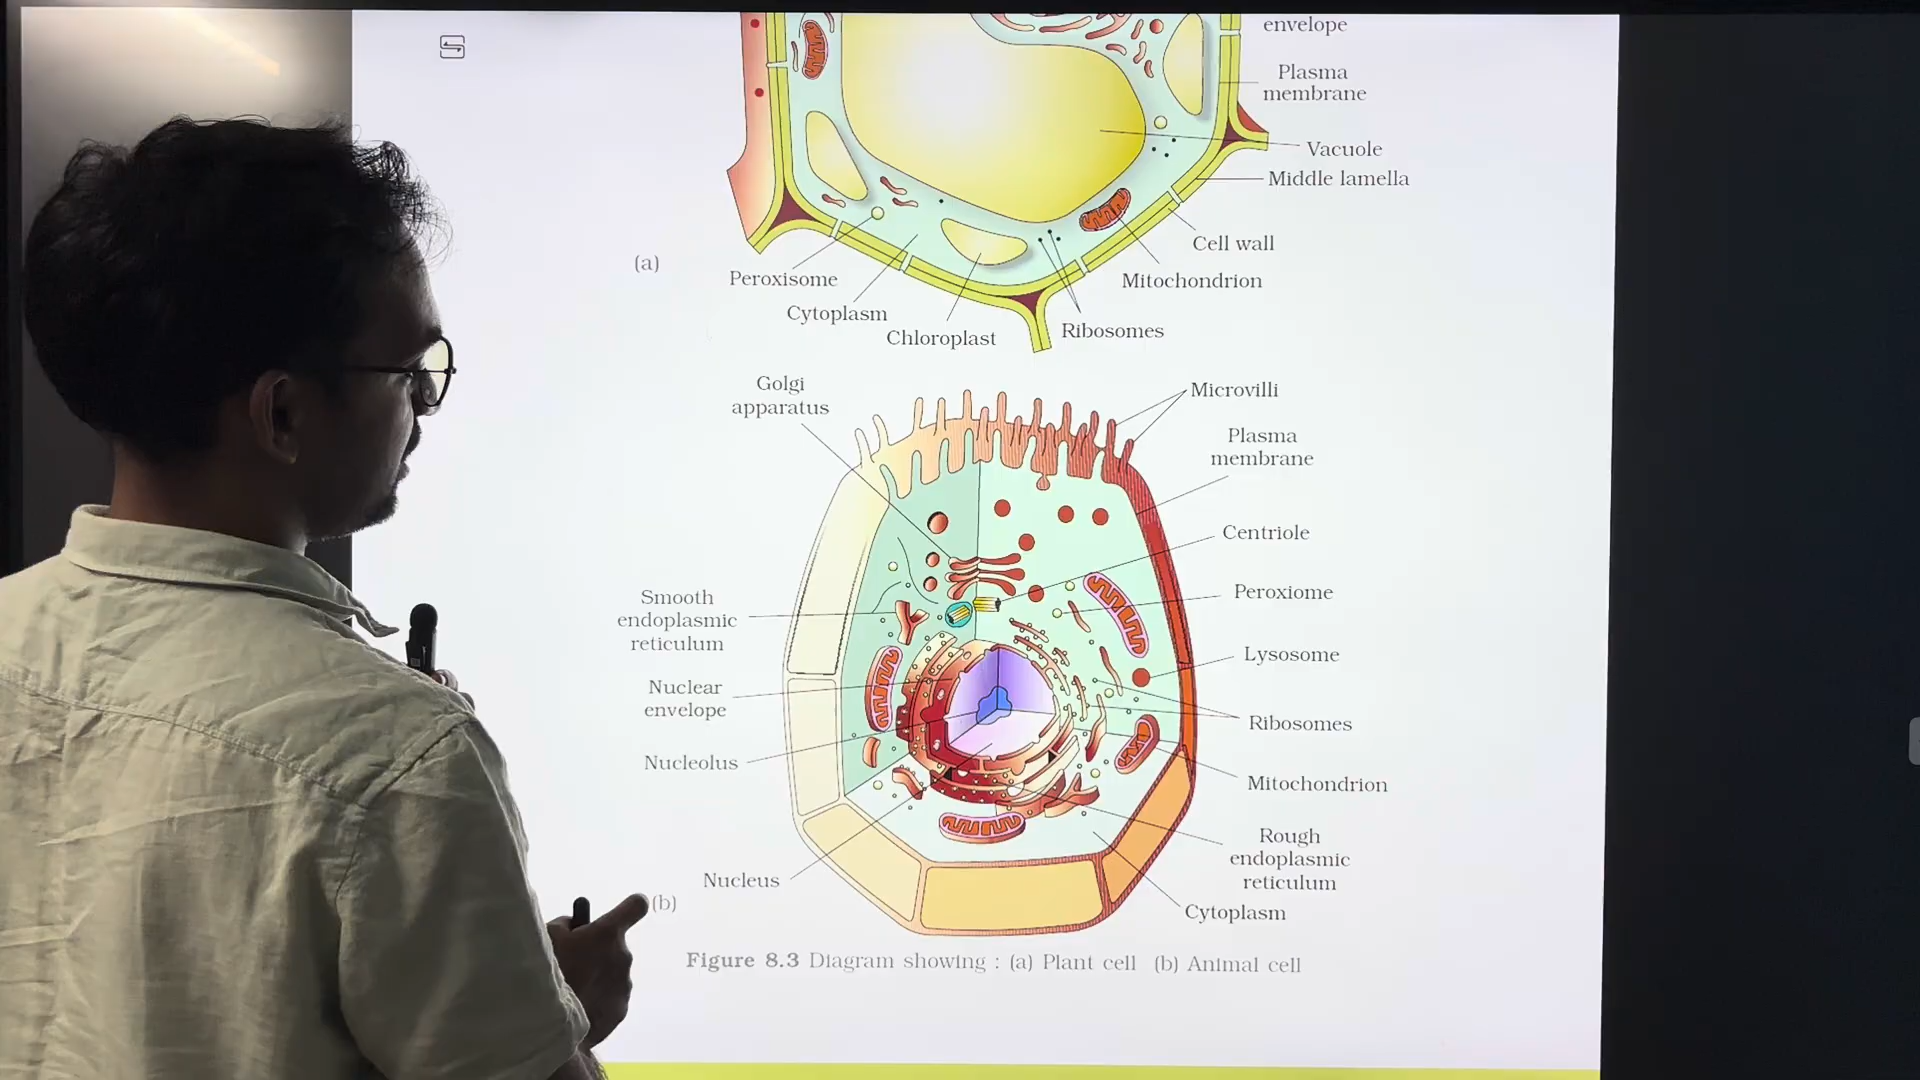 envelope
Plasma
membrane
Vacuole
Middle lamella
Cell wall
(a)
Peroxisome
Mitochondrion
Cytoplasm
Chloroplast
Ribosomes
Golgi
apparatus
Microvilli
Plasma
membrane
Centriole
Smooth
endoplasmic
reticulum
Peroxiome
Lysosome
Nuclear
envelope
Ribosomes
Nucleolus
Mitochondrion
Rough
endoplasmic
reticulum
Nucleus
(b)
Cytoplasm
Figure 8.3 Diagram showing : (a) Plant cell (b) Animal cell